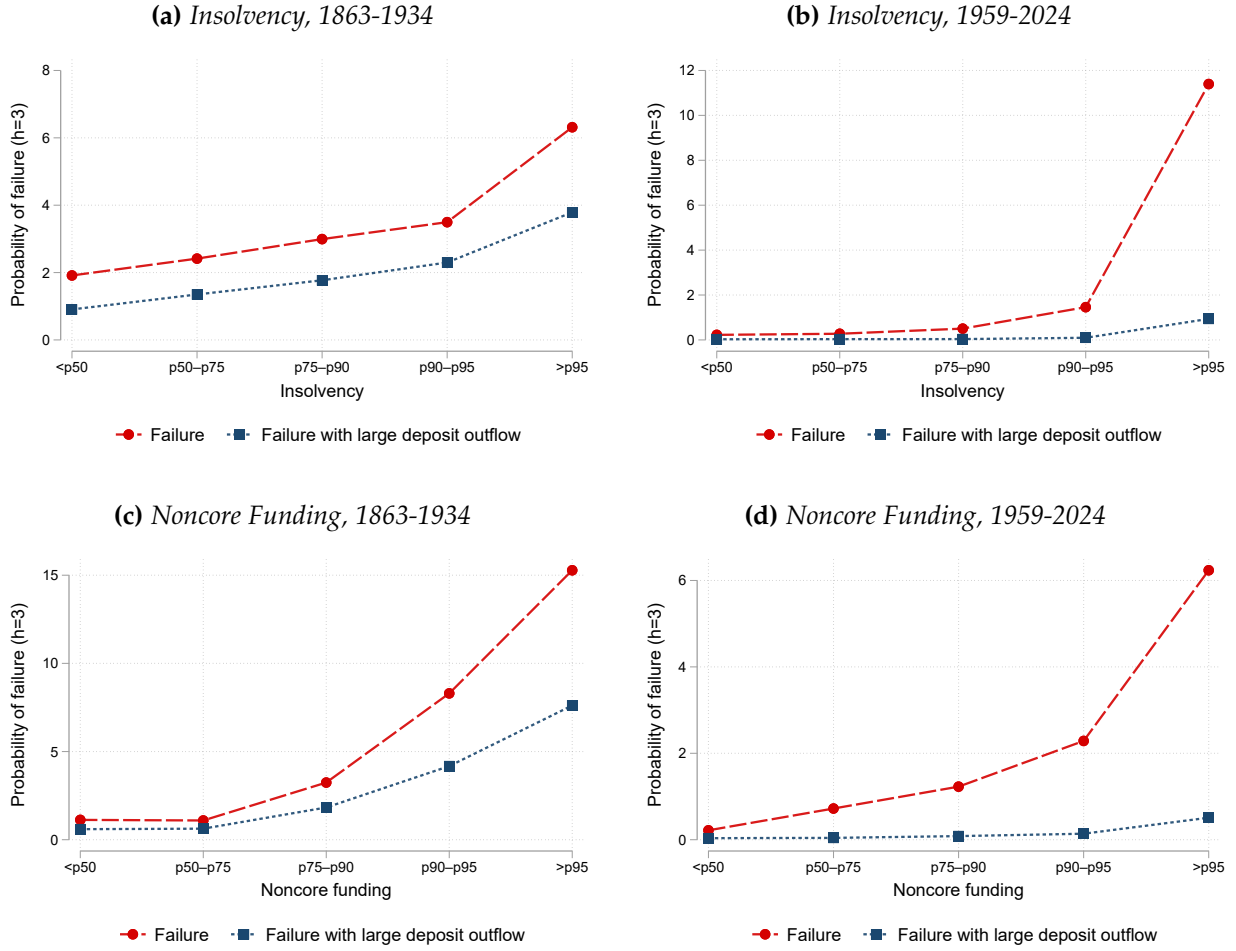 (a) Insolvency, 1863-1934
8
6
4
2
0
Probability of failure (h=3)
<p50 p50–p75 p75–p90 p90–p95 >p95
Insolvency
Failure Failure with large deposit outflow
(b) Insolvency, 1959-2024
12
10
8
6
4
2
0
Probability of failure (h=3)
<p50 p50–p75 p75–p90 p90–p95 >p95
Insolvency
Failure Failure with large deposit outflow
(c) Noncore Funding, 1863-1934
15
10
5
0
Probability of failure (h=3)
<p50 p50–p75 p75–p90 p90–p95 >p95
Noncore funding
Failure Failure with large deposit outflow
(d) Noncore Funding, 1959-2024
6
4
2
0
Probability of failure (h=3)
<p50 p50–p75 p75–p90 p90–p95 >p95
Noncore funding
Failure Failure with large deposit outflow